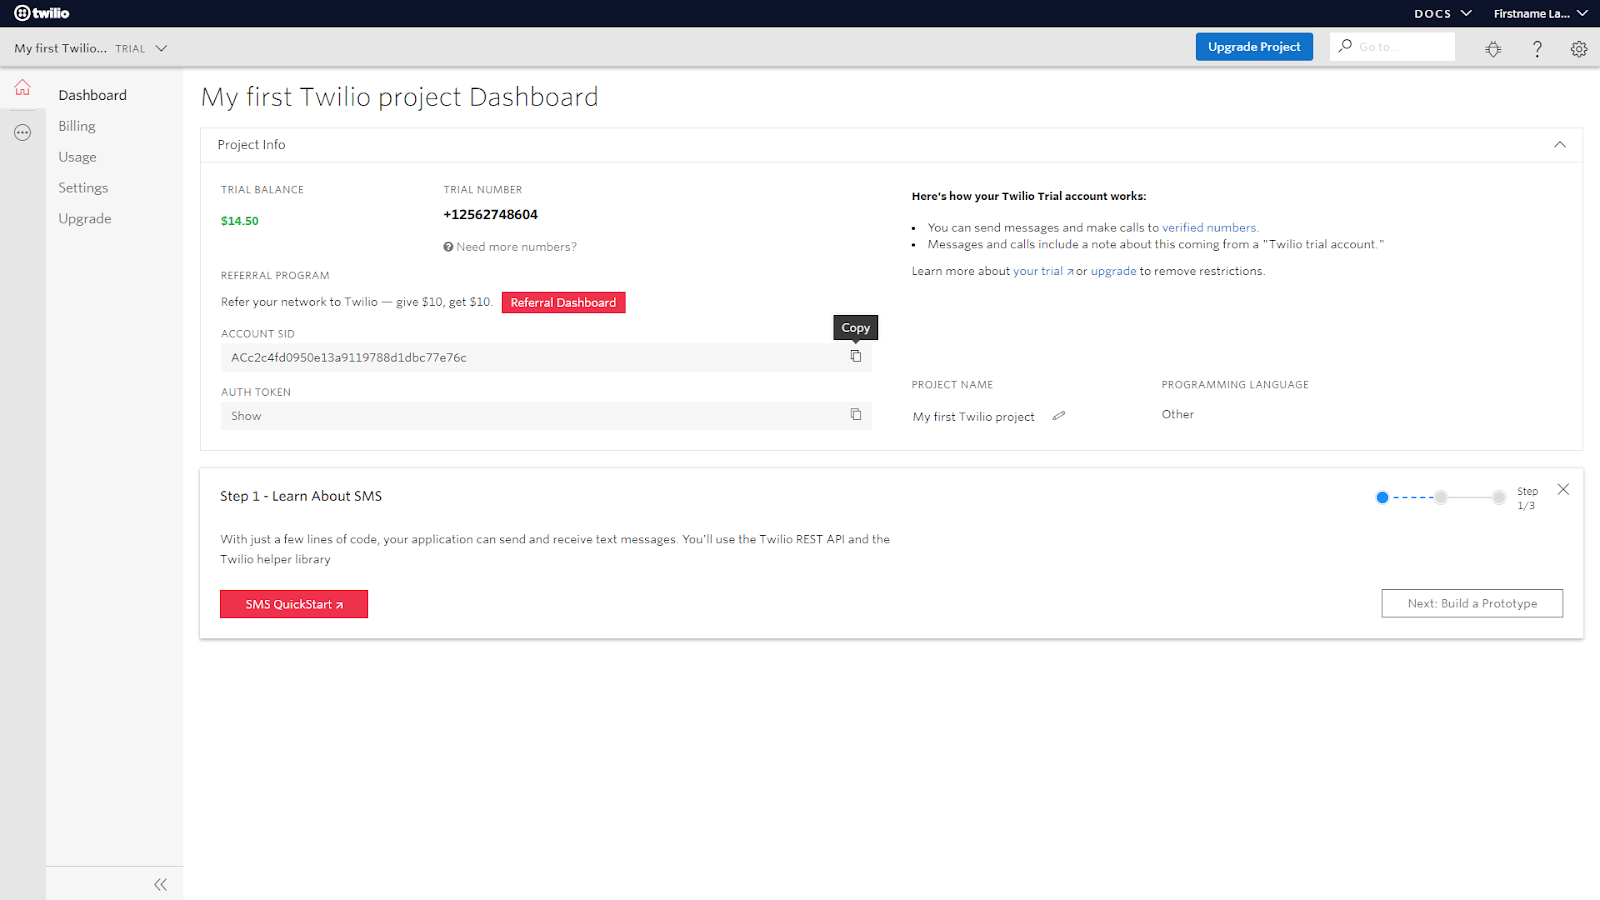 twilio
DOCS
Firstname La...
My first Twilio... TRIAL
Upgrade Project
Go to...
?
Dashboard
Billing
Usage
Settings
Upgrade
My first Twilio project Dashboard
Project Info
TRIAL BALANCE
$14.50
TRIAL NUMBER
+12562748604
? Need more numbers?
REFERRAL PROGRAM
Refer your network to Twilio — give $10, get $10. Referral Dashboard
ACCOUNT SID
Copy
ACc2c4fd0950e13a9119788d1dbc77e76c
AUTH TOKEN
Show
Here's how your Twilio Trial account works:
• You can send messages and make calls to verified numbers.
• Messages and calls include a note about this coming from a "Twilio trial account."
Learn more about your trial or upgrade to remove restrictions.
PROJECT NAME
My first Twilio project
PROGRAMMING LANGUAGE
Other
Step 1 - Learn About SMS
Step
1/3
With just a few lines of code, your application can send and receive text messages. You'll use the Twilio REST API and the
Twilio helper library
SMS QuickStart
Next: Build a Prototype